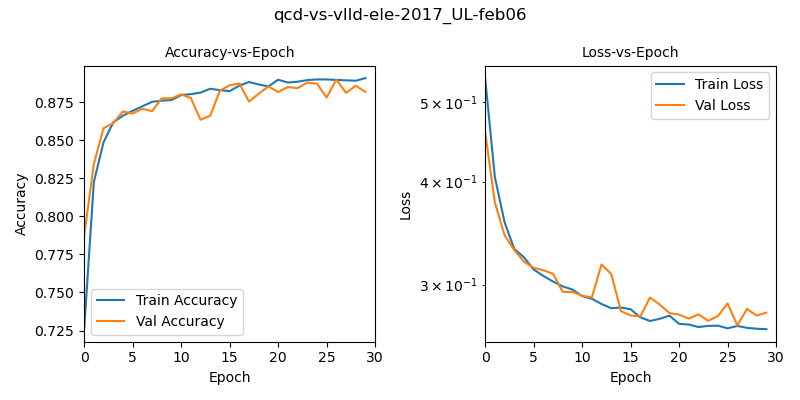 qcd-vs-vlld-ele-2017_UL-feb06
Accuracy-vs-Epoch
Accuracy
0.875
0.850
0.825
0.800
0.775
0.750
0.725
Train Accuracy
Val Accuracy
0 5 10 15 20 25 30
Epoch
Loss-vs-Epoch
Loss
5 × 10⁻¹
4 × 10⁻¹
3 × 10⁻¹
Train Loss
Val Loss
0 5 10 15 20 25 30
Epoch